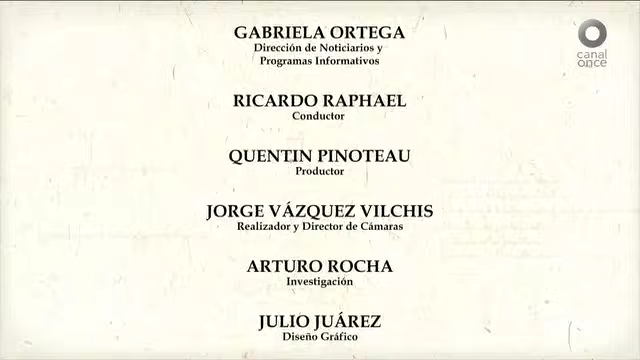 GABRIELA ORTEGA
Dirección de Noticiarios y
Programas Informativos
canal
once
RICARDO RAPHAEL
Conductor
QUENTIN PINOTEAU
Productor
JORGE VÁZQUEZ VILCHIS
Realizador y Director de Cámaras
ARTURO ROCHA
Investigación
JULIO JUÁREZ
Diseño Gráfico